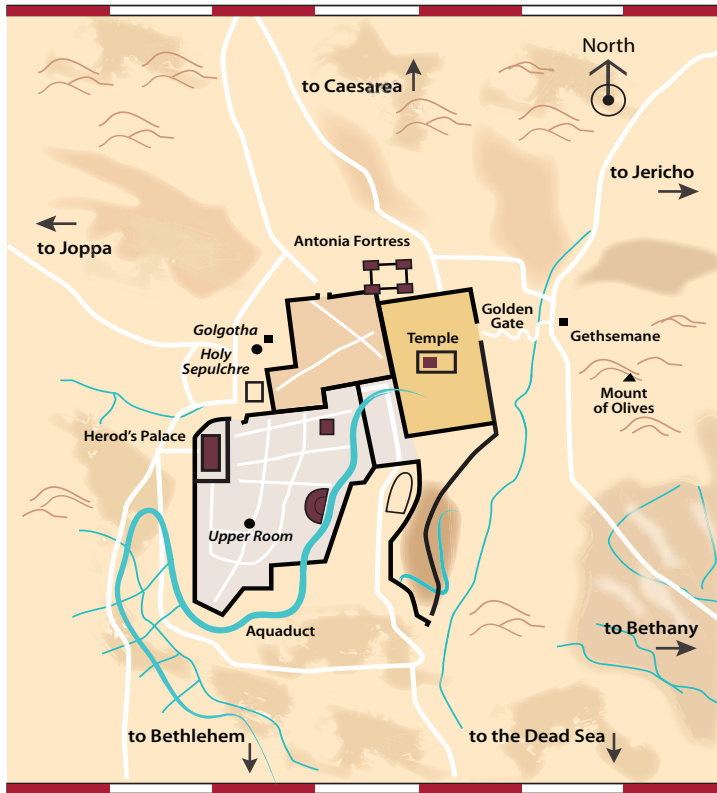 North
to Caesarea
to Jericho
to Joppa
Antonia Fortress
Golden
Gate
Golgotha
Temple
Gethsemane
Holy
Sepulchre
Mount
of Olives
Herod's Palace
Upper Room
Aquaduct
to Bethany
to Bethlehem
to the Dead Sea